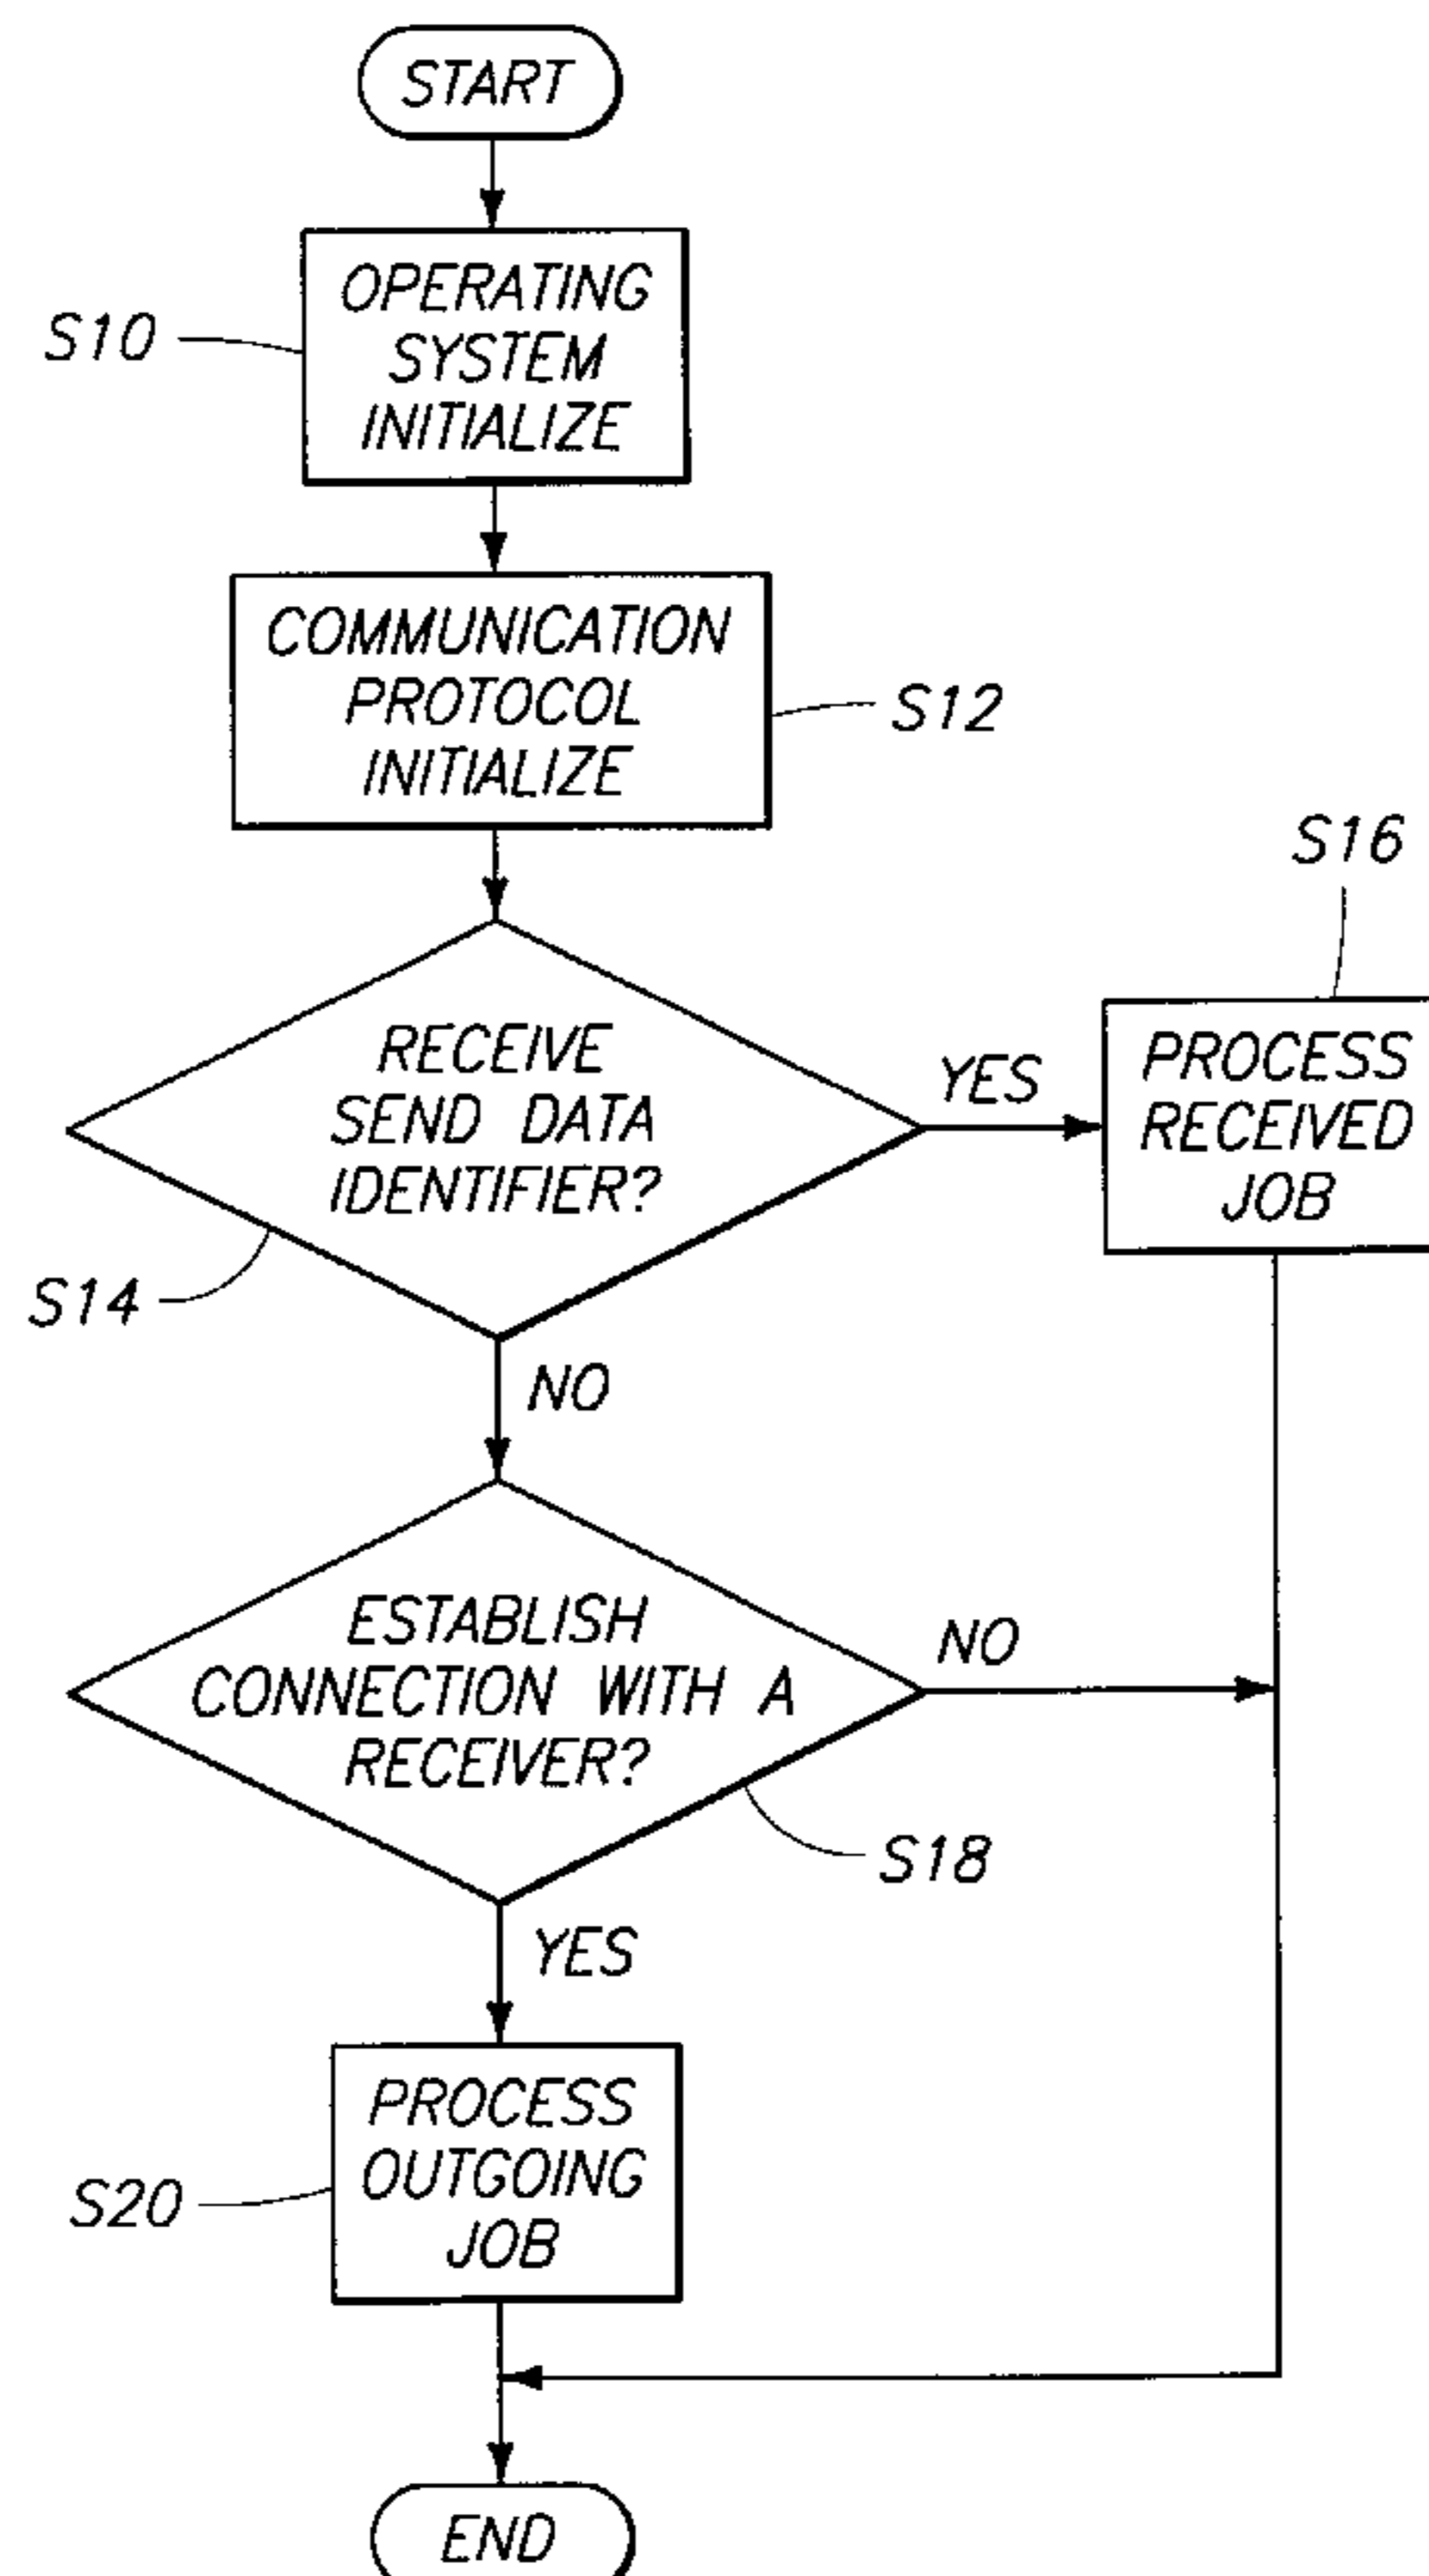 START
OPERATING
SYSTEM
INITIALIZE
S10
COMMUNICATION
PROTOCOL
INITIALIZE
S12
RECEIVE
SEND DATA
IDENTIFIER?
S14
YES
S16
PROCESS
RECEIVED
JOB
NO
ESTABLISH
CONNECTION WITH A
RECEIVER?
NO
S18
YES
PROCESS
OUTGOING
JOB
S20
END